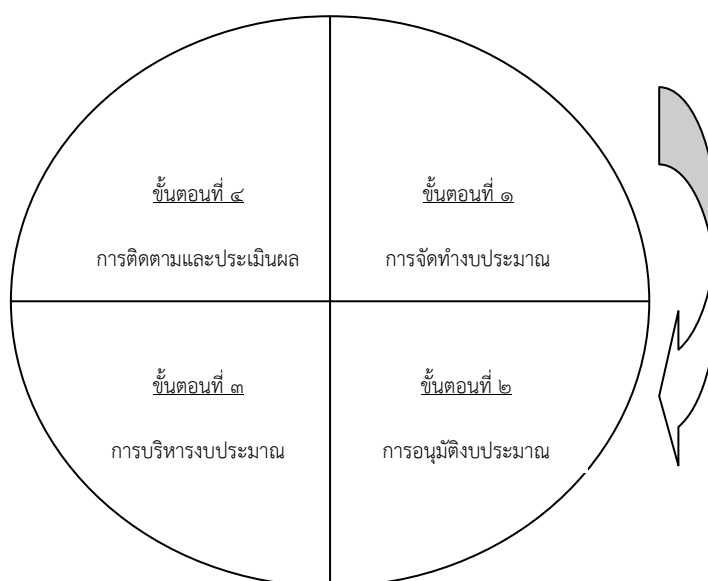 ขั้นตอนที่ ๔
การติดตามและประเมินผล
ขั้นตอนที่ ๑
การจัดทำงบประมาณ
ขั้นตอนที่ ๓
การบริหารงบประมาณ
ขั้นตอนที่ ๒
การอนุมัติงบประมาณ